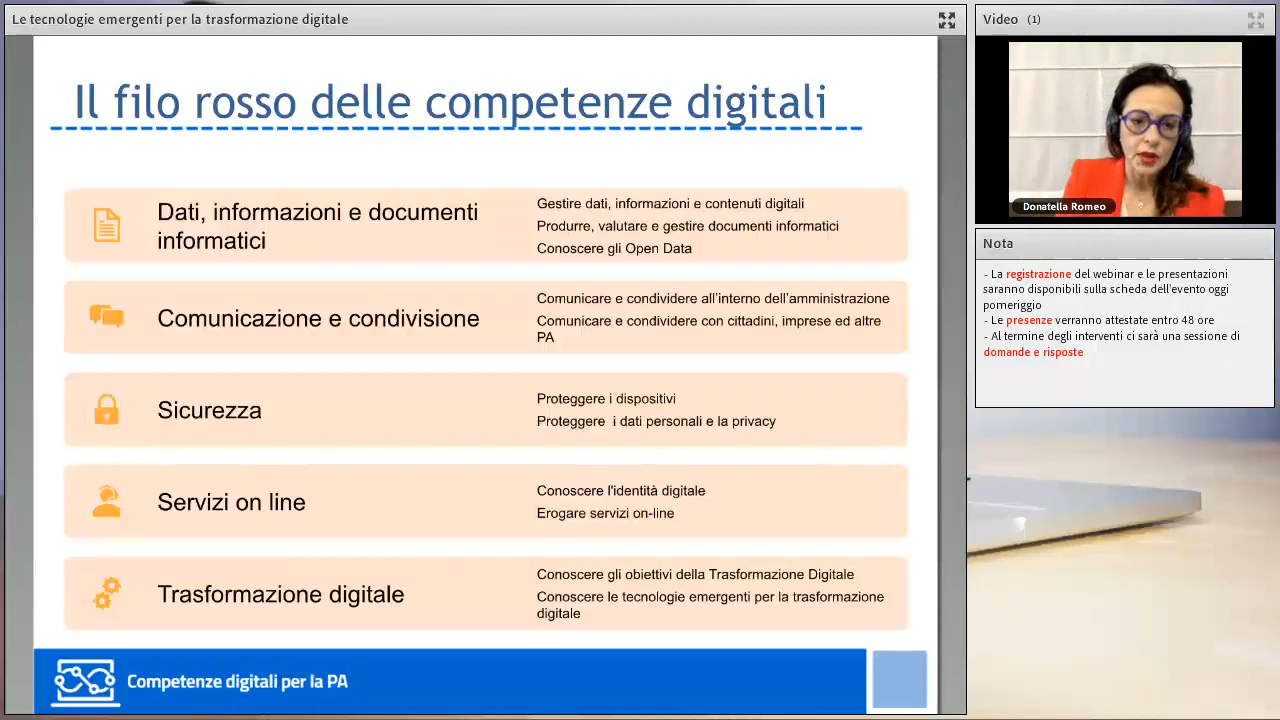 Le tecnologie emergenti per la trasformazione digitale
Il filo rosso delle competenze digitali
Dati, informazioni e documenti
informatici
Gestire dati, informazioni e contenuti digitali
Produrre, valutare e gestire documenti informatici
Conoscere gli Open Data
Comunicazione e condivisione
Comunicare e condividere all'interno dell'amministrazione
Comunicare e condividere con cittadini, imprese ed altre
PA
Sicurezza
Proteggere i dispositivi
Proteggere i dati personali e la privacy
Servizi on line
Conoscere l'identità digitale
Erogare servizi on-line
Trasformazione digitale
Conoscere gli obiettivi della Trasformazione Digitale
Conoscere le tecnologie emergenti per la trasformazione
digitale
Competenze digitali per la PA
Video (1)
Donatella Romeo
Nota
- La registrazione del webinar e le presentazioni
saranno disponibili sulla scheda dell'evento oggi
pomeriggio
- Le presenze verranno attestate entro 48 ore
- Al termine degli interventi ci sarà una sessione di
domande e risposte